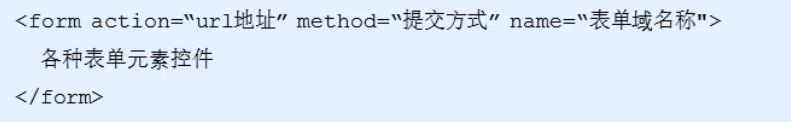 <form action=“url地址” method=“提交方式” name=“表单域名称">
各种表单元素控件
</form>